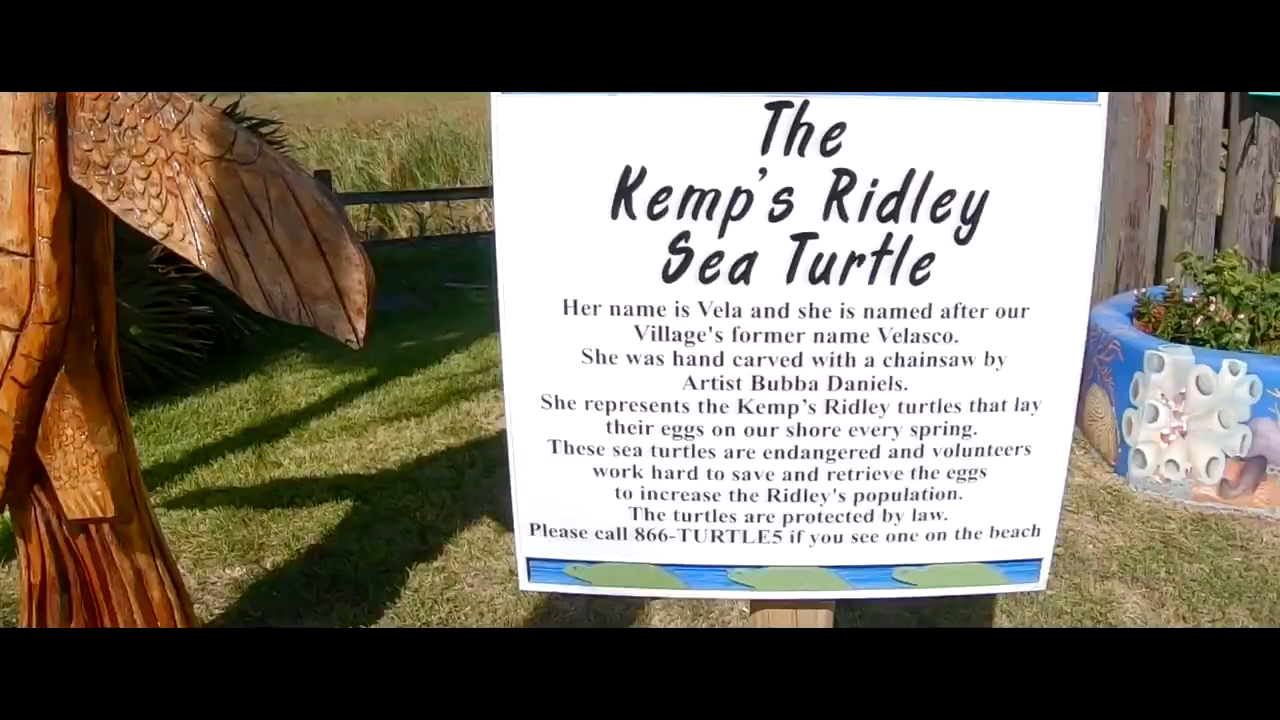 The
Kemp's Ridley
Sea Turtle
Her name is Vela and she is named after our
Village's former name Velasco.
She was hand carved with a chainsaw by
Artist Bubba Daniels.
She represents the Kemp's Ridley turtles that lay
their eggs on our shore every spring.
These sea turtles are endangered and volunteers
work hard to save and retrieve the eggs
to increase the Ridley's population.
The turtles are protected by law.
Please call 866-TURTLE5 if you see one on the beach